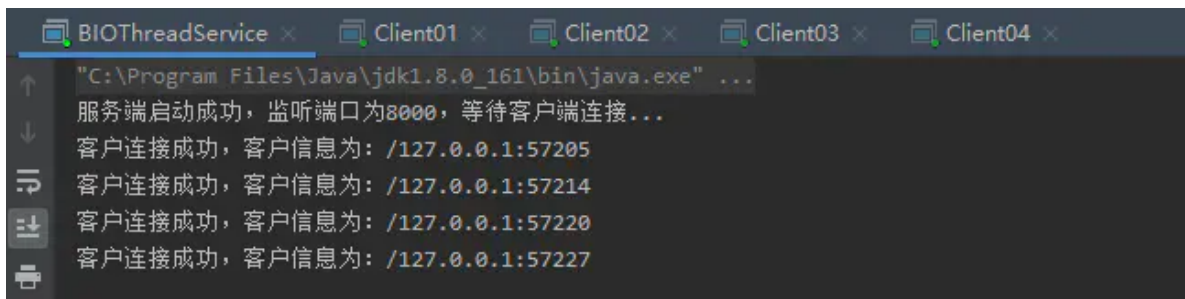 BIOThreadService × Client01 × Client02 × Client03 × Client04 ×
"C:\Program Files\Java\jdk1.8.0_161\bin\java.exe" ...
服务端启动成功，监听端口为8000，等待客户端连接...
客户连接成功，客户信息为：/127.0.0.1:57205
客户连接成功，客户信息为：/127.0.0.1:57214
客户连接成功，客户信息为：/127.0.0.1:57220
客户连接成功，客户信息为：/127.0.0.1:57227